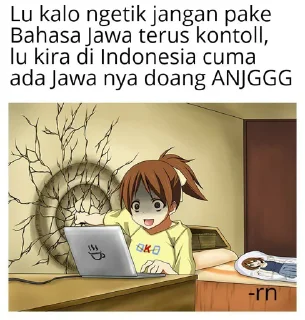 Lu kalo ngetik jangan pake
Bahasa Jawa terus kontoll,
lu kira di Indonesia cuma
ada Jawa nya doang ANJGGG
-rn